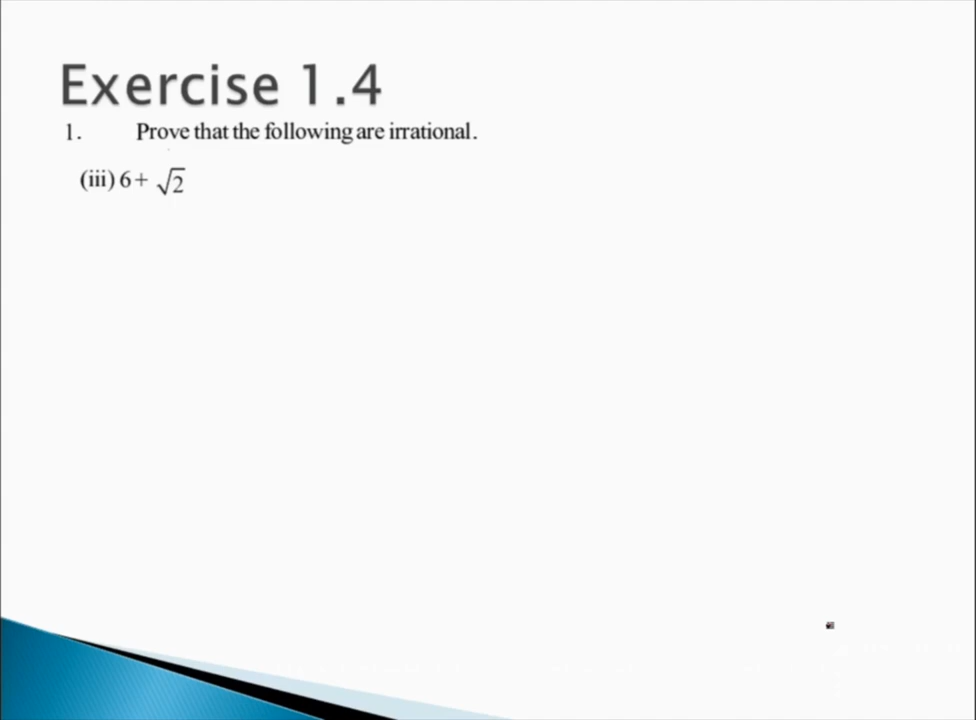 Exercise 1.4
1. Prove that the following are irrational.
(iii) 6+ √2